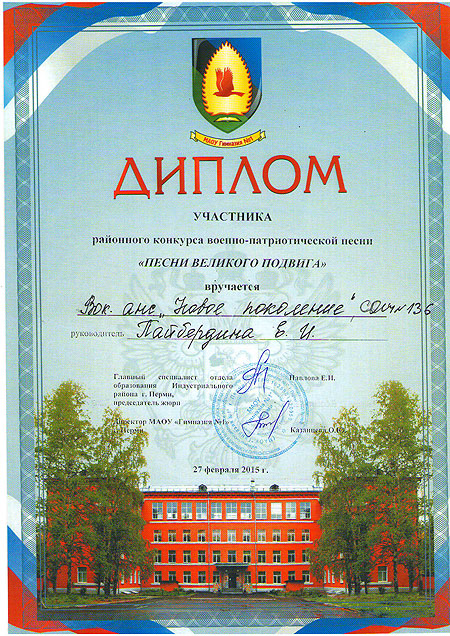 МАОУ Гимназия №1
ДИПЛОМ
УЧАСТНИКА
районного конкурса военно-патриотической песни
«ПЕСНИ ВЕЛИКОГО ПОДВИГА»
вручается
Вок. анс. „Новое поколение", СОШ №136
руководитель Пайбердина Е. И.
Главный специалист отдела
образования Индустриального
района г. Перми,
председатель жюри Павлова Е.И.
Директор МАОУ «Гимназия №1»
г. Перми Казанцева О.Ю.
27 февраля 2015 г.